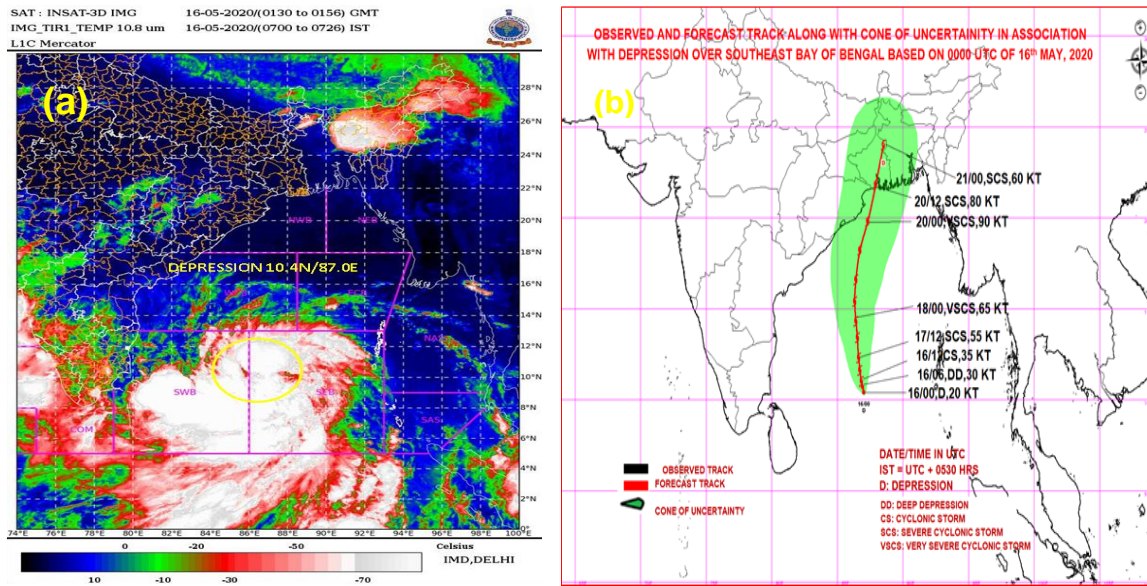 SAT : INSAT-3D IMG 16-05-2020/(0130 to 0156) GMT
IMG_TIR1_TEMP 10.8 um 16-05-2020/(0700 to 0726) IST
L1C Mercator
(a)
28°N
26°N
24°N
22°N
20°N
18°N
16°N
14°N
12°N
10°N
8°N
6°N
4°N
2°N
0°N
NWB
NEB
DEPRESSION 10.4N/87.0E
SWB
SEB
SAS
COM
74°E 76°E 78°E 80°E 82°E 84°E 86°E 88°E 90°E 92°E 94°E 96°E 98°E 100°E
0 -20 -50 Celsius
10 -10 -30 -70 IMD,DELHI
OBSERVED AND FORECAST TRACK ALONG WITH CONE OF UNCERTAINITY IN ASSOCIATION
WITH DEPRESSION OVER SOUTHEAST BAY OF BENGAL BASED ON 0000 UTC OF 16th MAY, 2020
(b)
21/00,SCS,60 KT
20/12,SCS,80 KT
20/00,VSCS,90 KT
18/00,VSCS,65 KT
17/12,SCS,55 KT
16/12,CS,35 KT
16/06,DD,30 KT
16/00,D,20 KT
16/00
D
OBSERVED TRACK
FORECAST TRACK
CONE OF UNCERTAINTY
DATE/TIME IN UTC
IST = UTC + 0530 HRS
D: DEPRESSION
DD: DEEP DEPRESSION
CS: CYCLONIC STORM
SCS: SEVERE CYCLONIC STORM
VSCS: VERY SEVERE CYCLONIC STORM